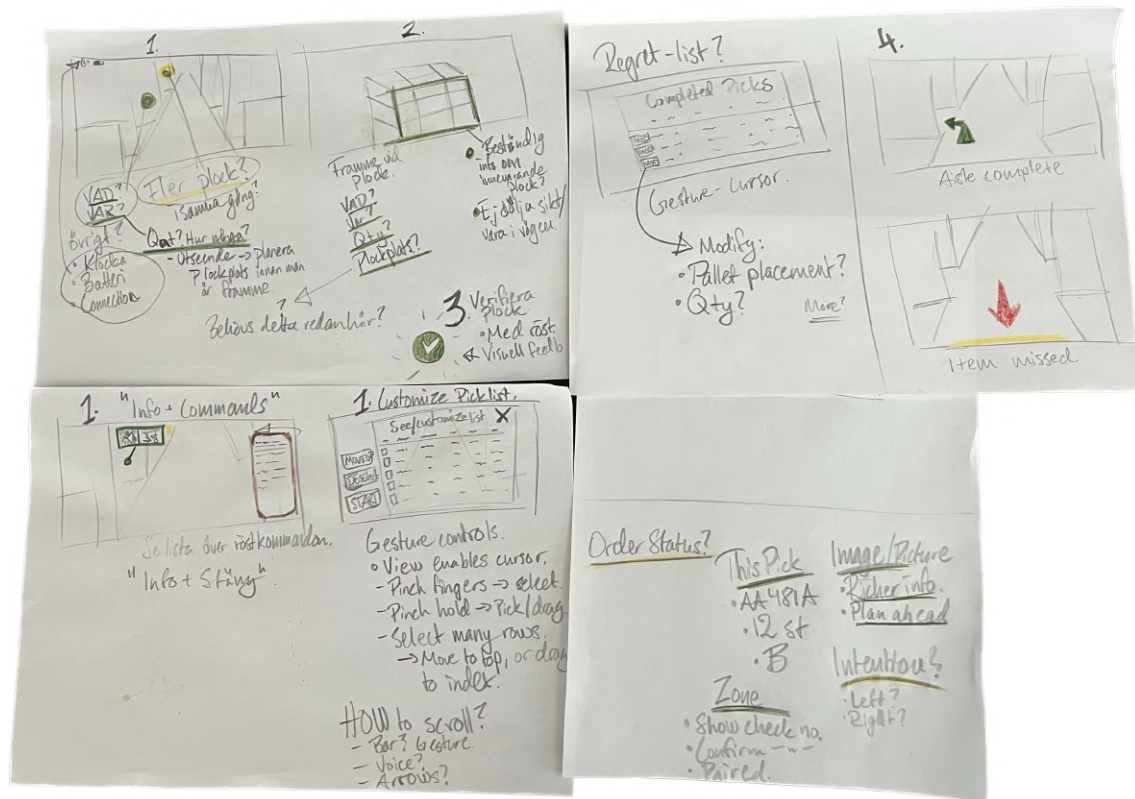 1.
VAD?
VAR?
Fler plock?
i samma gång?
övrigt?
• Klocka
• Batteri
• Connection
Qnt? Hur många?
- Utseende → planera
Plockplats innan man
är framme.
?
Behövs detta redan här?
2.
Framme vid
plock.
VAD?
Var?
Qty?
Plockplats?
• Beständig
info om
innevarande
plock?
• Ej dölja sikt/
vara i vägen.
3. Verifiera
plock.
• Med röst.
Visuell feedb
Regret-list?
Completed Picks
Gesture-cursor.
Modify:
• Pallet placement?
• Qty?
More?
4.
Aisle complete
Item missed
1. "Info + Commands"
Se lista över röstkommandon.
"Info + Stäng".
1. Customize Picklist.
See/customize list X
START
Gesture controls.
• View enables cursor.
- Pinch fingers → select.
- Pinch hold → Pick/drag.
- Select many rows.
→ Move to top, or drag
to index.
HOW to scroll?
- Bar? Gesture
- Voice?
- Arrows?
Order Status?
This Pick
• AA481A
• 12 st
• B
Zone
• Show check no.
• Confirm -"-
• Paired.
Image/Picture
• Richer info.
• Plan ahead
Intention?
• Left?
• Right?